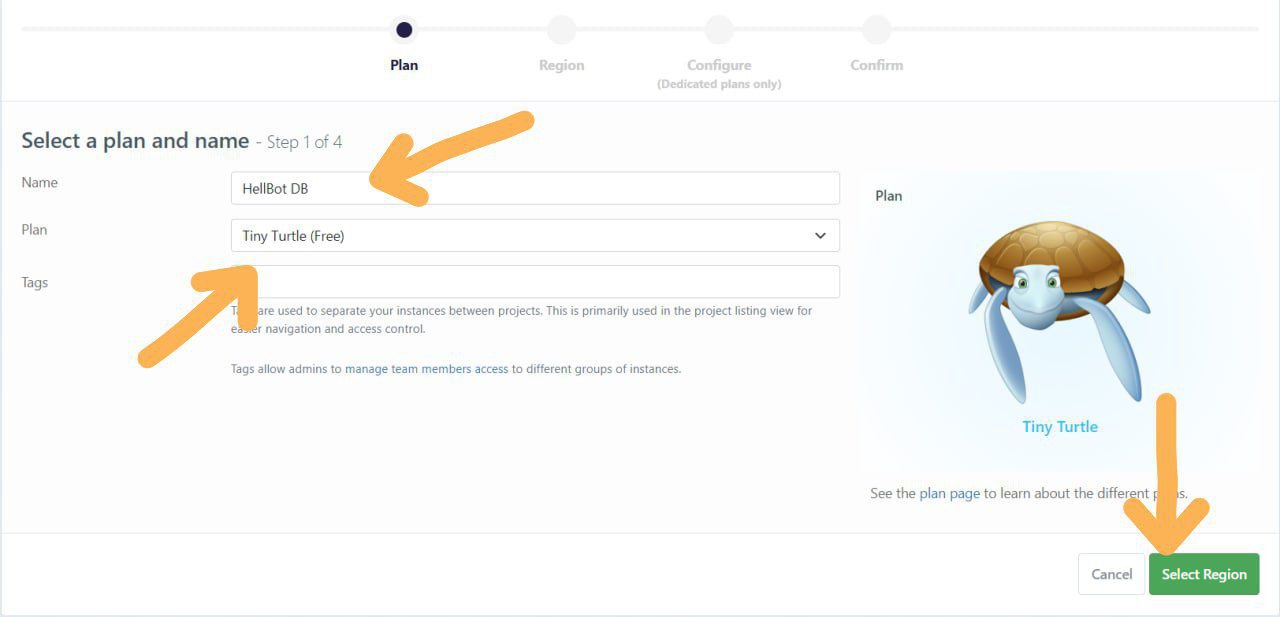 Plan
Region
Configure
(Dedicated plans only)
Confirm
Select a plan and name - Step 1 of 4
Name
HellBot DB
Plan
Tiny Turtle (Free)
Tags
are used to separate your instances between projects. This is primarily used in the project listing view for
navigation and access control.
Tags allow admins to manage team members access to different groups of instances.
Plan
Tiny Turtle
See the plan page to learn about the different
Cancel
Select Region